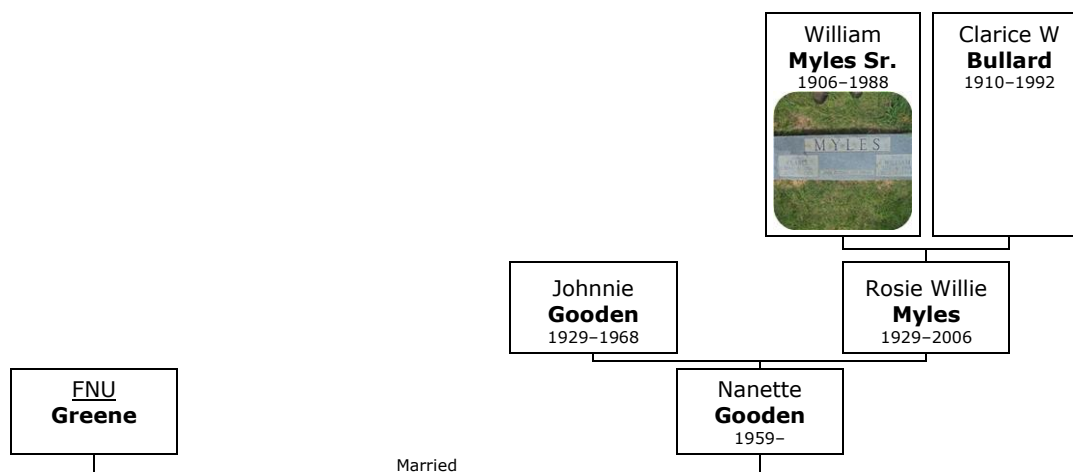 William
Myles Sr.
1906–1988
Clarice W
Bullard
1910–1992
MYLES
Johnnie
Gooden
1929–1968
Rosie Willie
Myles
1929–2006
FNU
Greene
Nanette
Gooden
1959–
Married